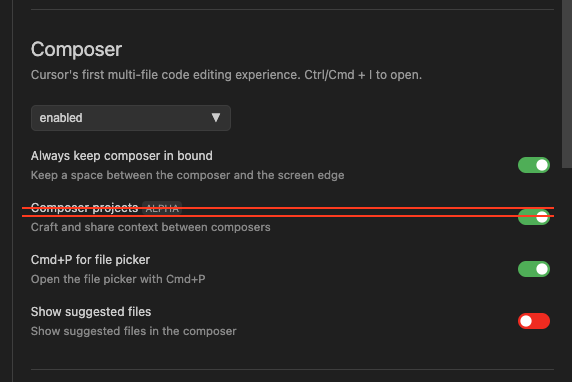 Composer
Cursor's first multi-file code editing experience. Ctrl/Cmd + I to open.
enabled
Always keep composer in bound
Keep a space between the composer and the screen edge
Composer projects ALPHA
Craft and share context between composers
Cmd+P for file picker
Open the file picker with Cmd+P
Show suggested files
Show suggested files in the composer